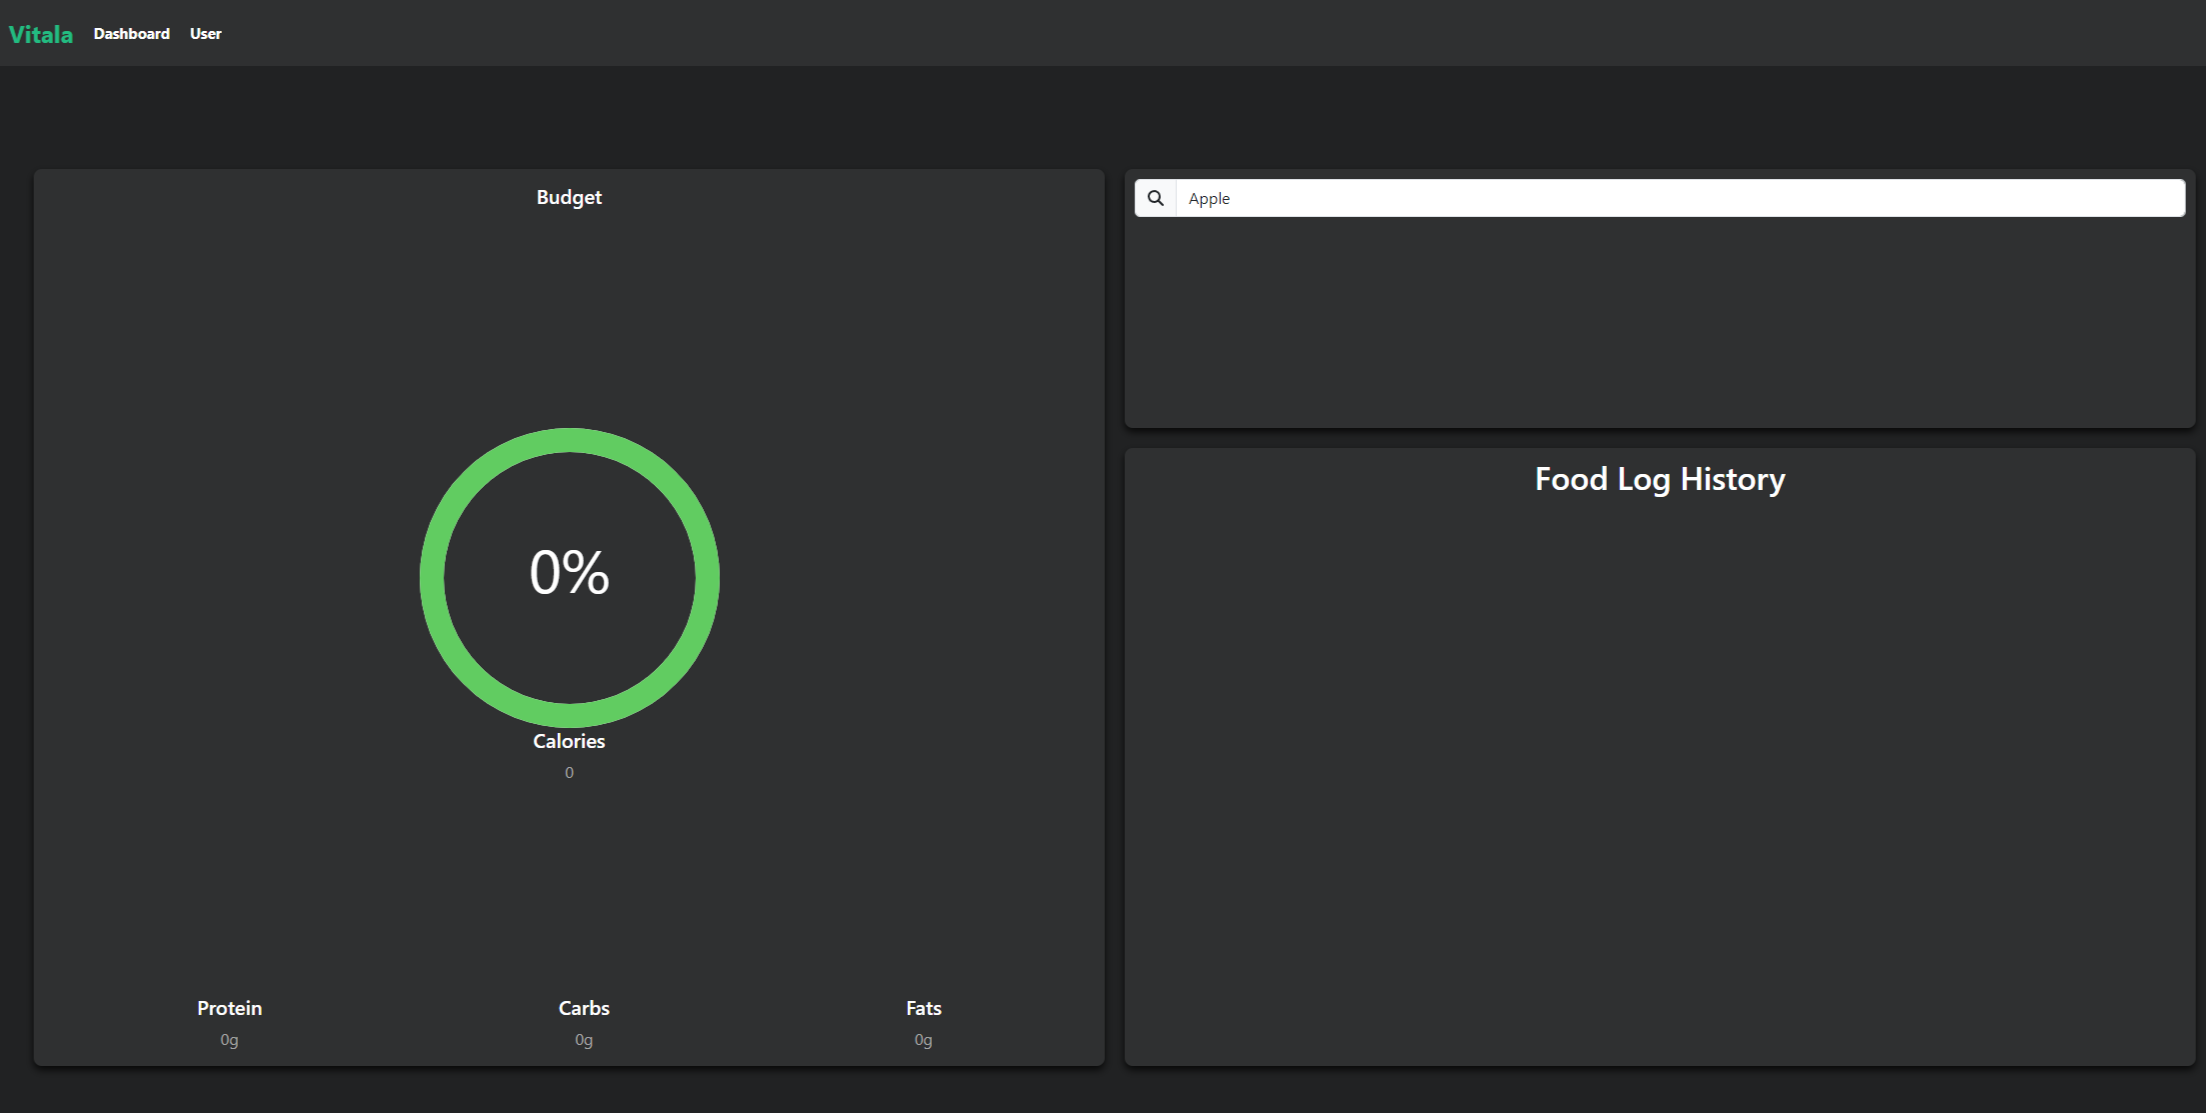 Vitala Dashboard User
Budget
0%
Calories
0
Protein Carbs Fats
0g 0g 0g
Apple
Food Log History